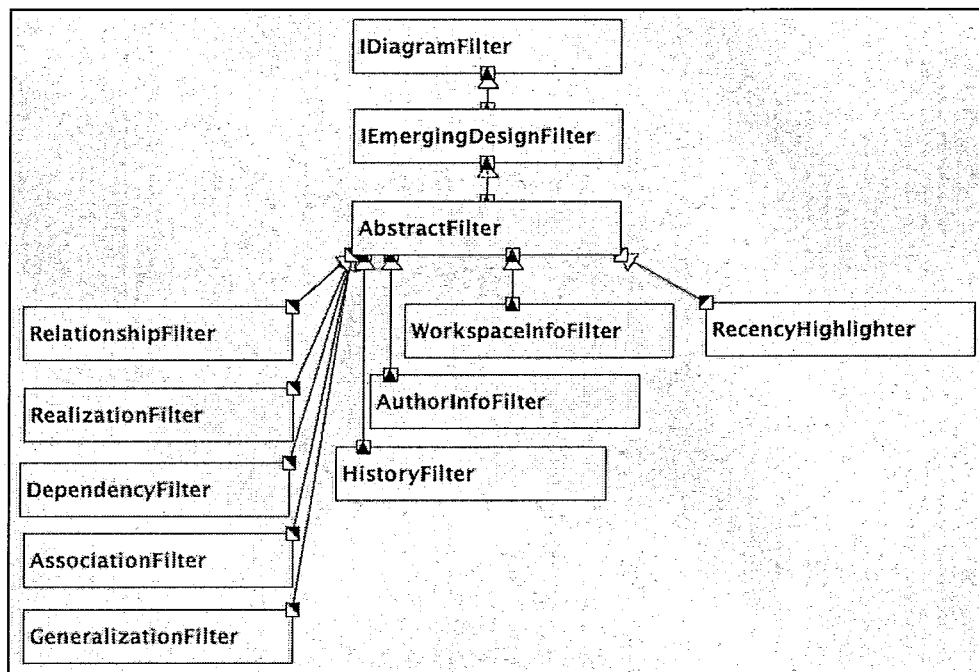 IDiagramFilter
IEmergingDesignFilter
AbstractFilter
RelationshipFilter
WorkspaceInfoFilter
RecencyHighlighter
RealizationFilter
AuthorInfoFilter
DependencyFilter
HistoryFilter
AssociationFilter
GeneralizationFilter